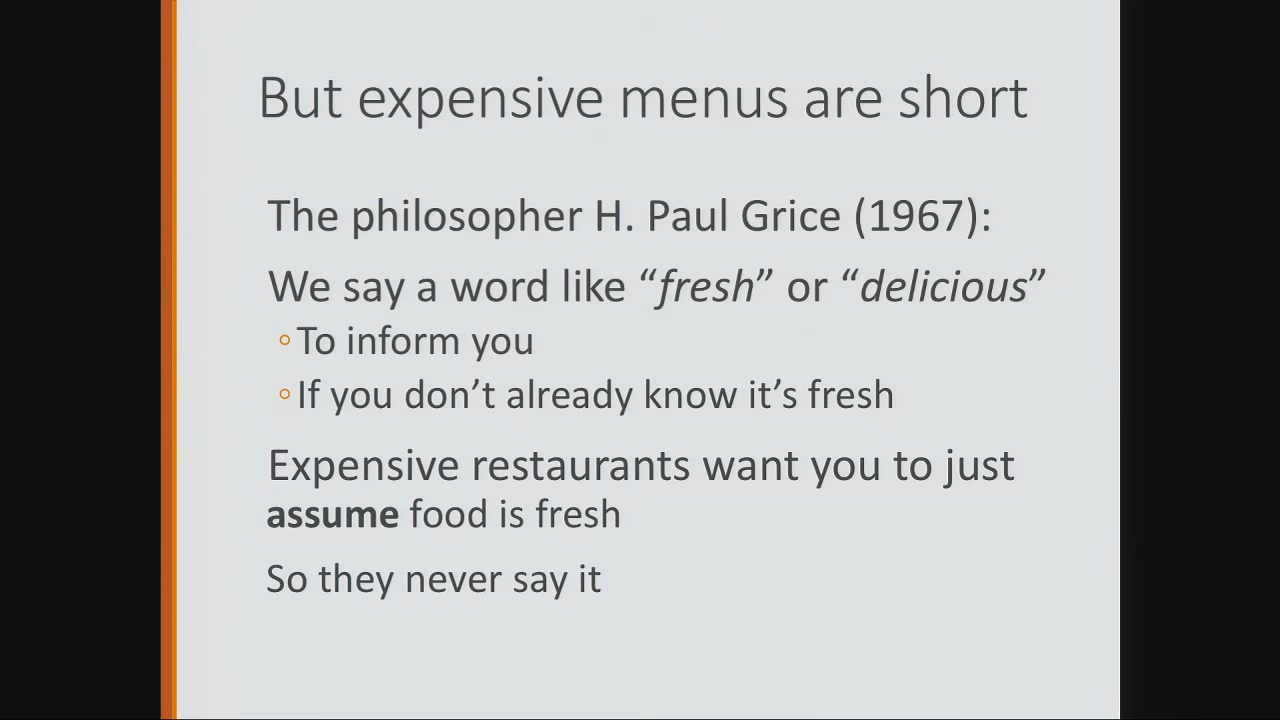 But expensive menus are short
The philosopher H. Paul Grice (1967):
We say a word like “fresh” or “delicious”
◦To inform you
◦If you don’t already know it’s fresh
Expensive restaurants want you to just
assume food is fresh
So they never say it